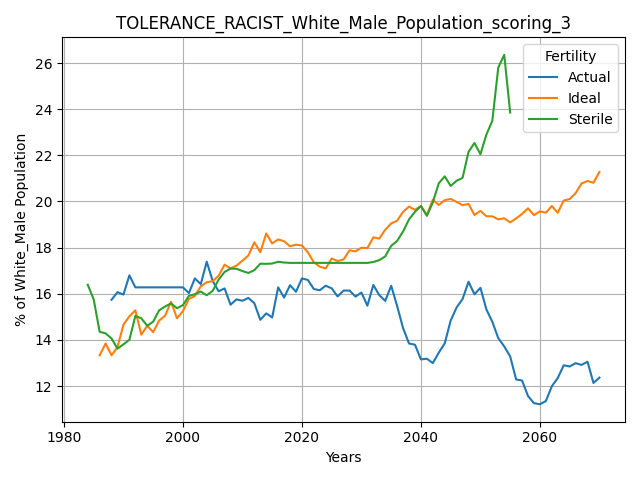 TOLERANCE_RACIST_White_Male_Population_scoring_3
% of White_Male Population
26
24
22
20
18
16
14
12
Fertility
Actual
Ideal
Sterile
1980
2000
2020
2040
2060
Years